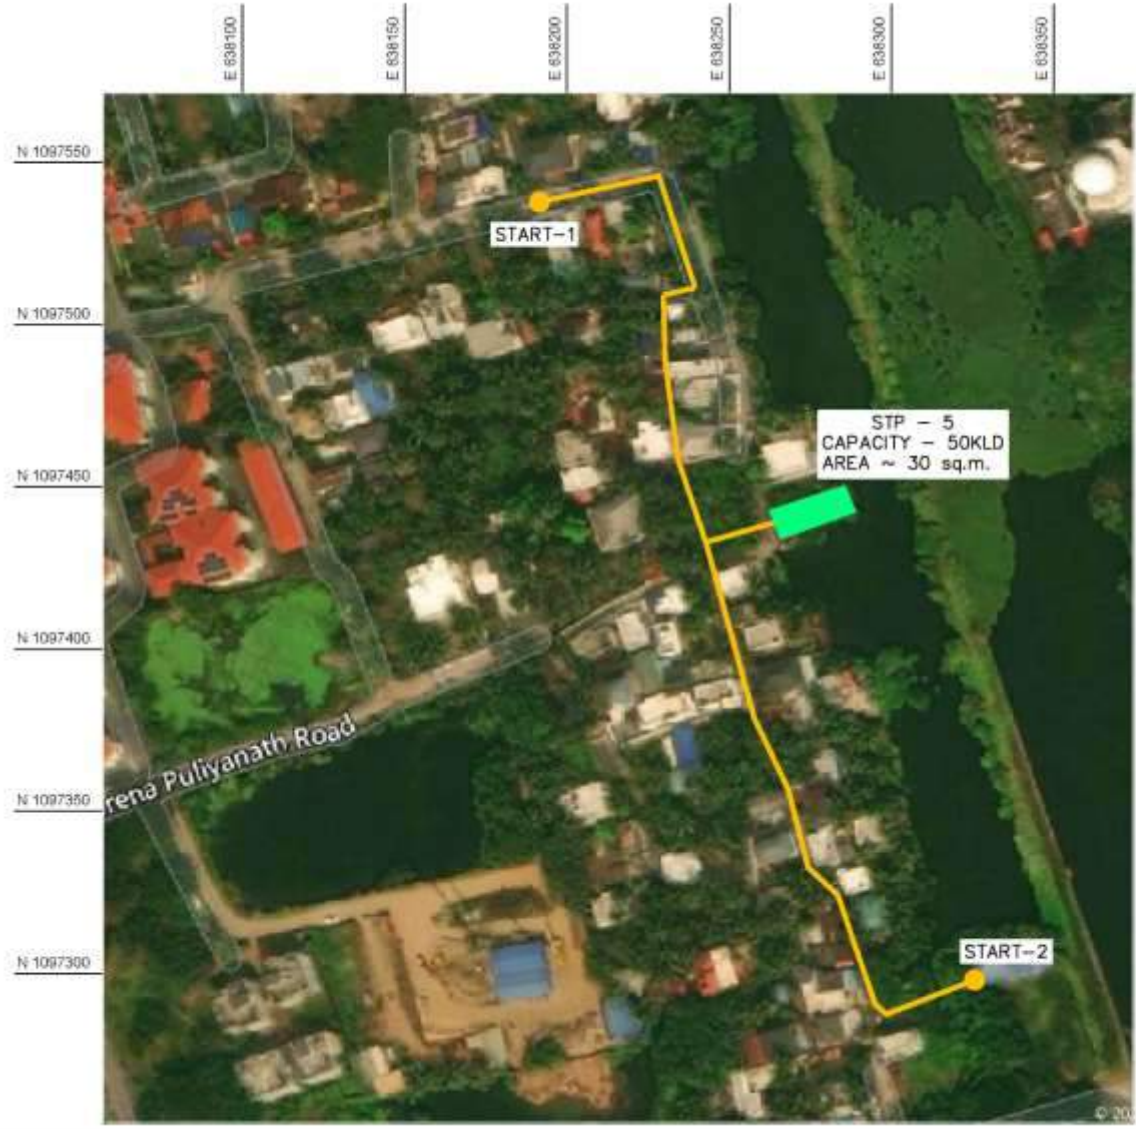 E 638100
E 638150
E 638200
E 638250
E 638300
E 638350
N 1097550
START-1
N 1097500
STP - 5
CAPACITY - 50KLD
AREA ~ 30 sq.m.
N 1097450
N 1097400
rena Puliyanath Road
N 1097350
START-2
N 1097300
© 202